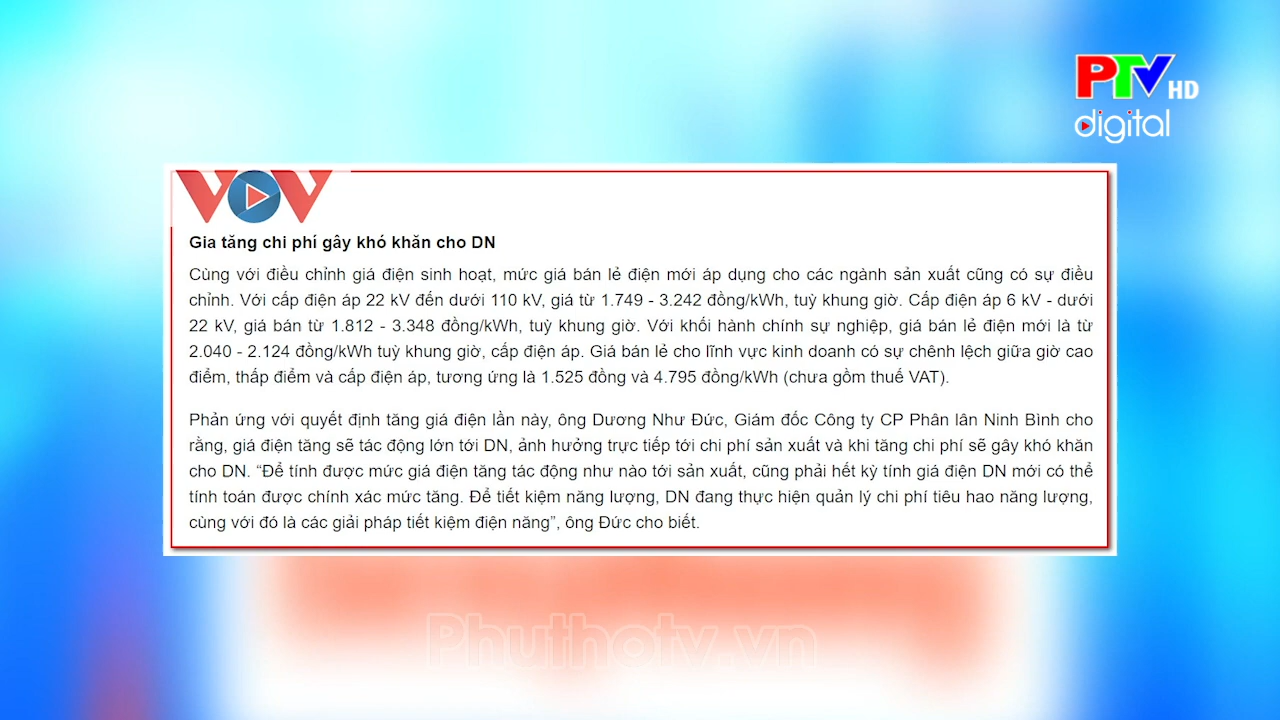 PTV HD
digital
VOV
Gia tăng chi phí gây khó khăn cho DN
Cùng với điều chỉnh giá điện sinh hoạt, mức giá bán lẻ điện mới áp dụng cho các ngành sản xuất cũng có sự điều
chỉnh. Với cấp điện áp 22 kV đến dưới 110 kV, giá từ 1.749 - 3.242 đồng/kWh, tuỳ khung giờ. Cấp điện áp 6 kV - dưới
22 kV, giá bán từ 1.812 - 3.348 đồng/kWh, tuỳ khung giờ. Với khối hành chính sự nghiệp, giá bán lẻ điện mới là từ
2.040 - 2.124 đồng/kWh tuỳ khung giờ, cấp điện áp. Giá bán lẻ cho lĩnh vực kinh doanh có sự chênh lệch giữa giờ cao
điểm, thấp điểm và cấp điện áp, tương ứng là 1.525 đồng và 4.795 đồng/kWh (chưa gồm thuế VAT).
Phản ứng với quyết định tăng giá điện lần này, ông Dương Như Đức, Giám đốc Công ty CP Phân lân Ninh Bình cho
rằng, giá điện tăng sẽ tác động lớn tới DN, ảnh hưởng trực tiếp tới chi phí sản xuất và khi tăng chi phí sẽ gây khó khăn
cho DN. “Để tính được mức giá điện tăng tác động như nào tới sản xuất, cũng phải hết kỳ tính giá điện DN mới có thể
tính toán được chính xác mức tăng. Để tiết kiệm năng lượng, DN đang thực hiện quản lý chi phí tiêu hao năng lượng,
cùng với đó là các giải pháp tiết kiệm điện năng”, ông Đức cho biết.
Phuthotv.vn